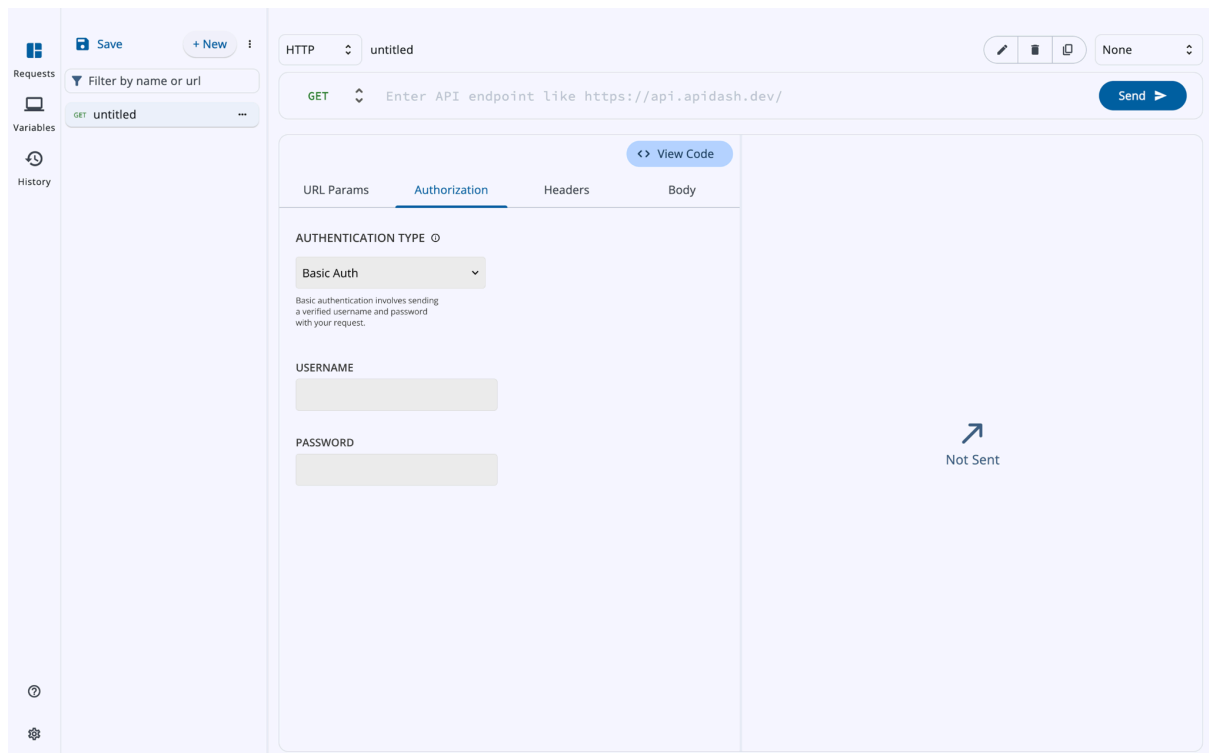 Requests
Variables
History
Save
+ New
Filter by name or url
GET untitled
HTTP
untitled
None
GET
Enter API endpoint like https://api.apidash.dev/
Send
<> View Code
URL Params
Authorization
Headers
Body
AUTHENTICATION TYPE
Basic Auth
Basic authentication involves sending
a verified username and password
with your request.
USERNAME
PASSWORD
Not Sent